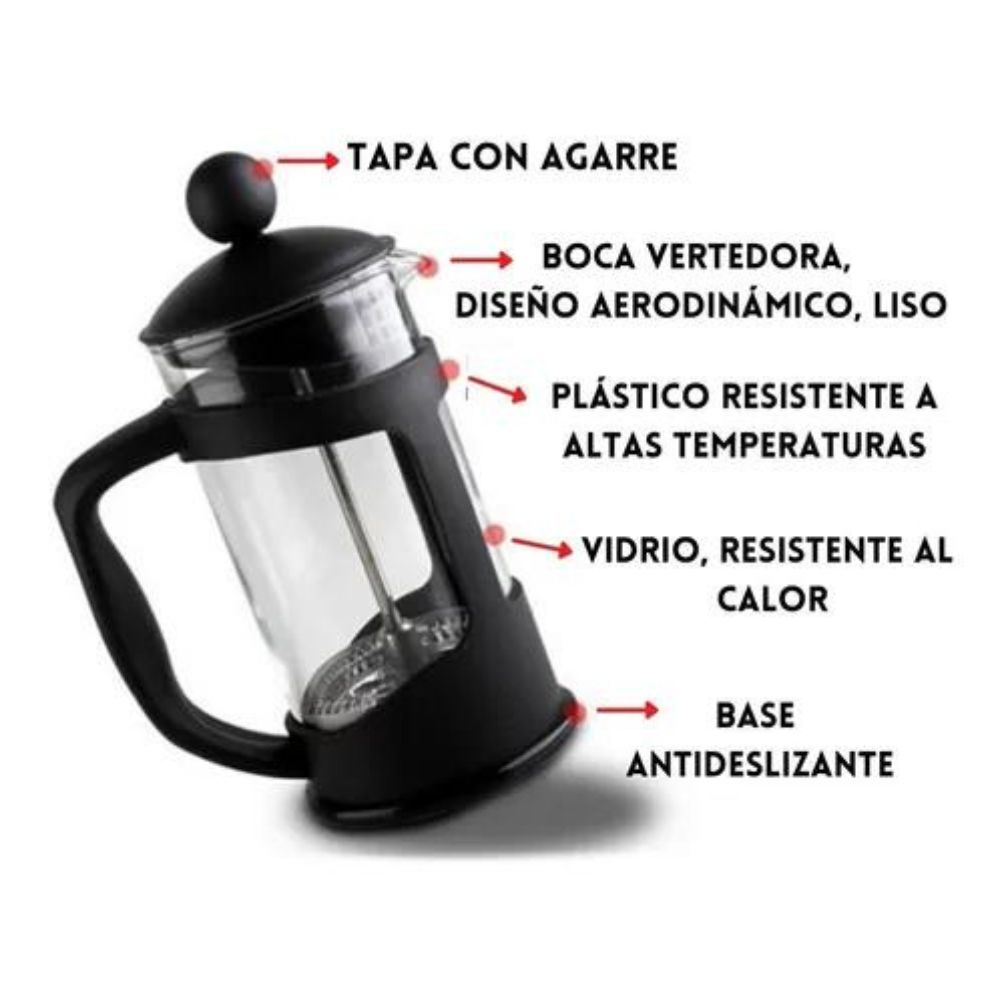 TAPA CON AGARRE
BOCA VERTEDORA,
DISEÑO AERODINÁMICO, LISO
PLÁSTICO RESISTENTE A
ALTAS TEMPERATURAS
VIDRIO, RESISTENTE AL
CALOR
BASE
ANTIDESLIZANTE